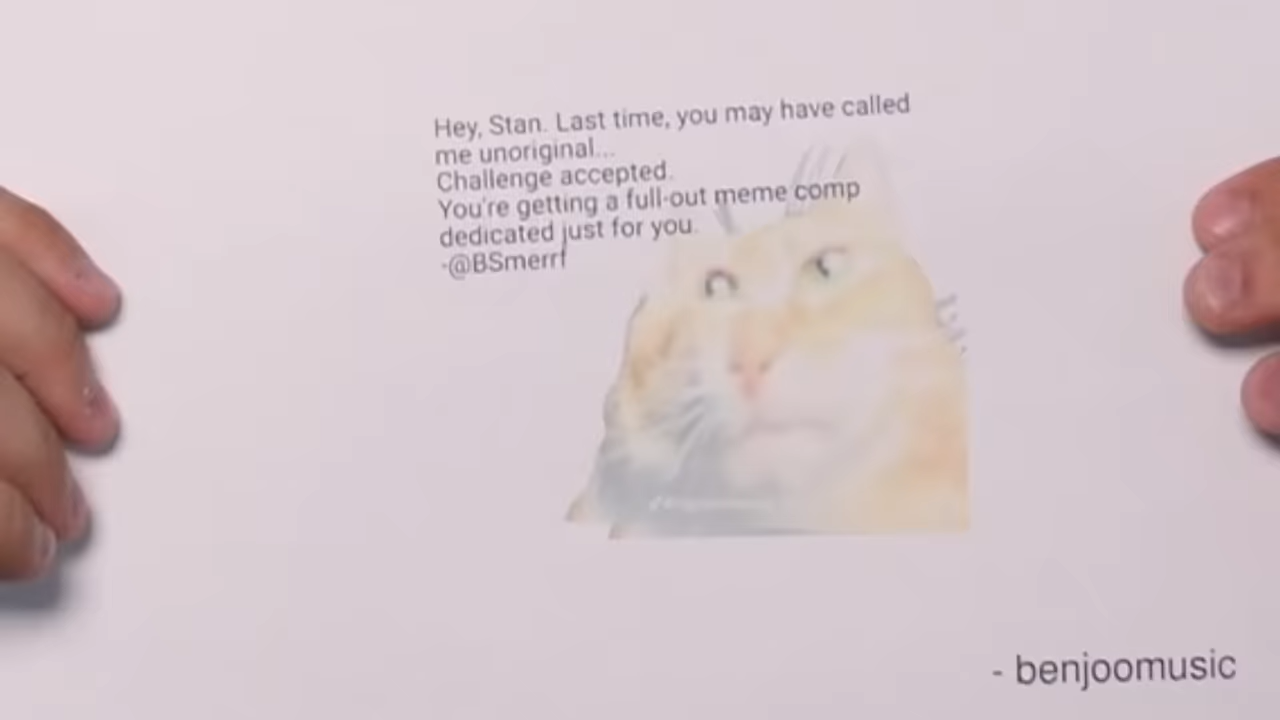 Hey, Stan. Last time, you may have called
me unoriginal...
Challenge accepted.
You're getting a full-out meme comp
dedicated just for you.
-@BSmerrf
- benjoomusic